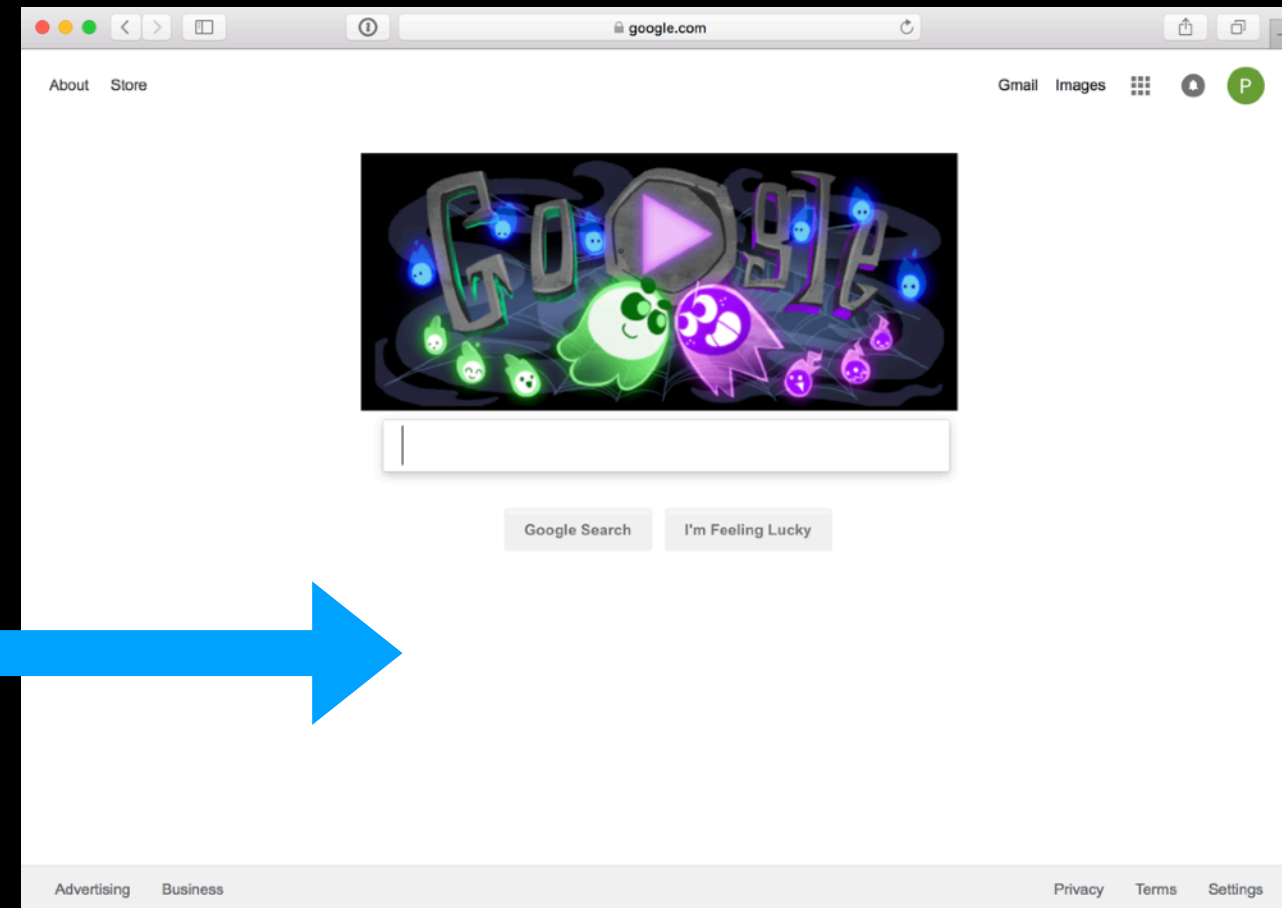 google.com
About Store
Gmail Images
P
Google
Google Search
I'm Feeling Lucky
Advertising Business
Privacy Terms Settings